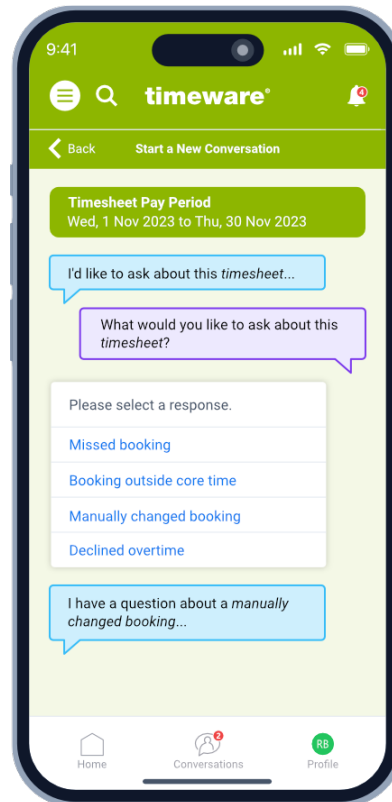 9:41
timeware®
4
Back
Start a New Conversation
Timesheet Pay Period
Wed, 1 Nov 2023 to Thu, 30 Nov 2023
I'd like to ask about this timesheet...
What would you like to ask about this
timesheet?
Please select a response.
Missed booking
Booking outside core time
Manually changed booking
Declined overtime
I have a question about a manually
changed booking...
2
RB
Home
Conversations
Profile